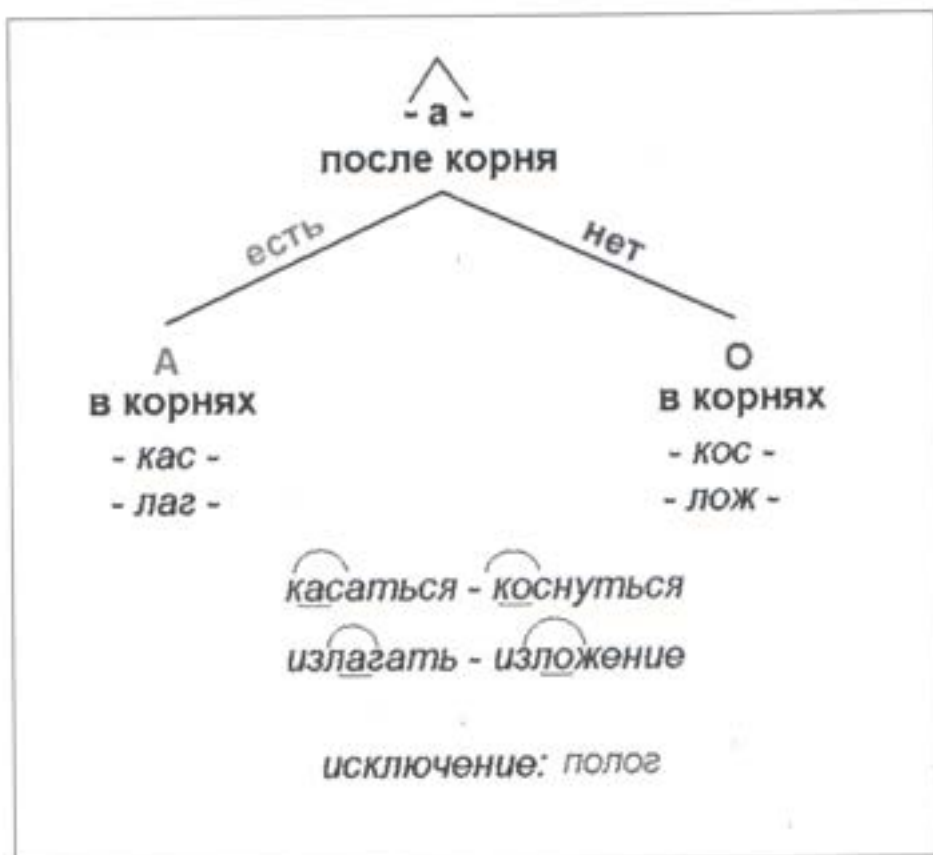 - а -
после корня
есть нет
А О
в корнях в корнях
- кас - - кос -
- лаг - - лож -
касаться - коснуться
излагать - изложение
исключение: полог